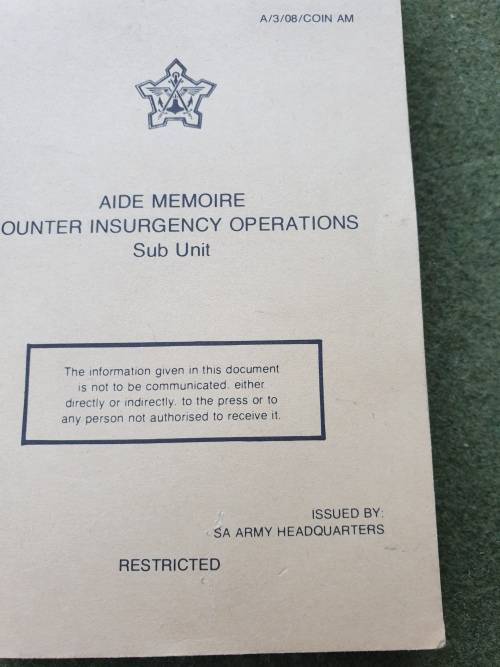 A/3/08/COIN AM
AIDE MEMOIRE
OUNTER INSURGENCY OPERATIONS
Sub Unit
The information given in this document
is not to be communicated. either
directly or indirectly. to the press or to
any person not authorised to receive it.
ISSUED BY:
SA ARMY HEADQUARTERS
RESTRICTED